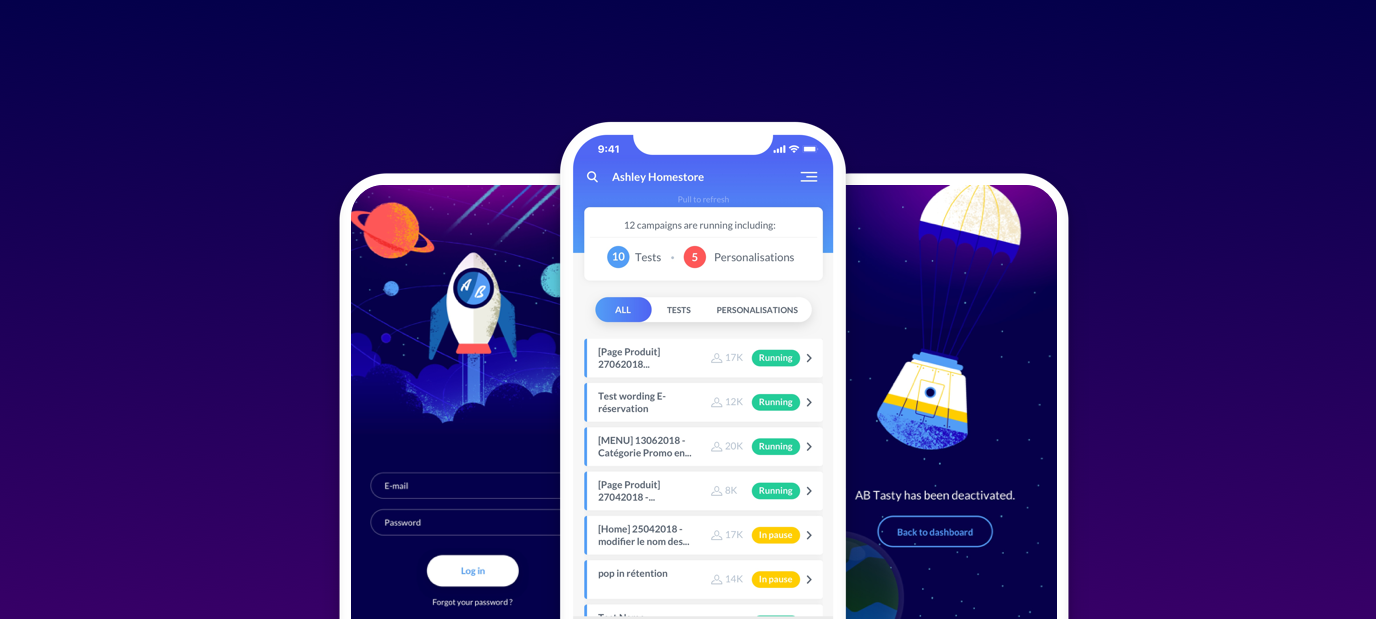 A B
E-mail
Password
Log in
Forgot your password ?
9:41
Ashley Homestore
Pull to refresh
12 campaigns are running including:
10 Tests • 5 Personalisations
ALL TESTS PERSONALISATIONS
[Page Produit]
27062018...
17K Running
Test wording E-
réservation
12K Running
[MENU] 13062018 -
Catégorie Promo en...
20K Running
[Page Produit]
27042018 -...
8K Running
[Home] 25042018 -
modifier le nom des...
17K In pause
pop in rétention
14K In pause
AB Tasty has been deactivated.
Back to dashboard